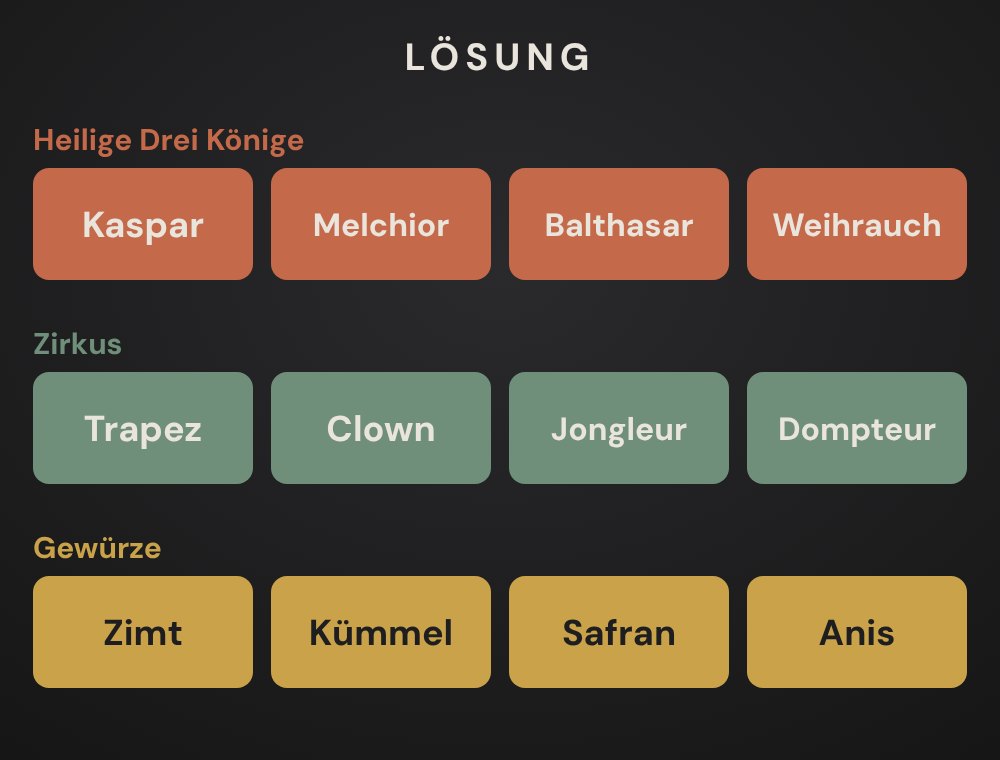 LÖSUNG
Heilige Drei Könige
Kaspar Melchior Balthasar Weihrauch
Zirkus
Trapez Clown Jongleur Dompteur
Gewürze
Zimt Kümmel Safran Anis